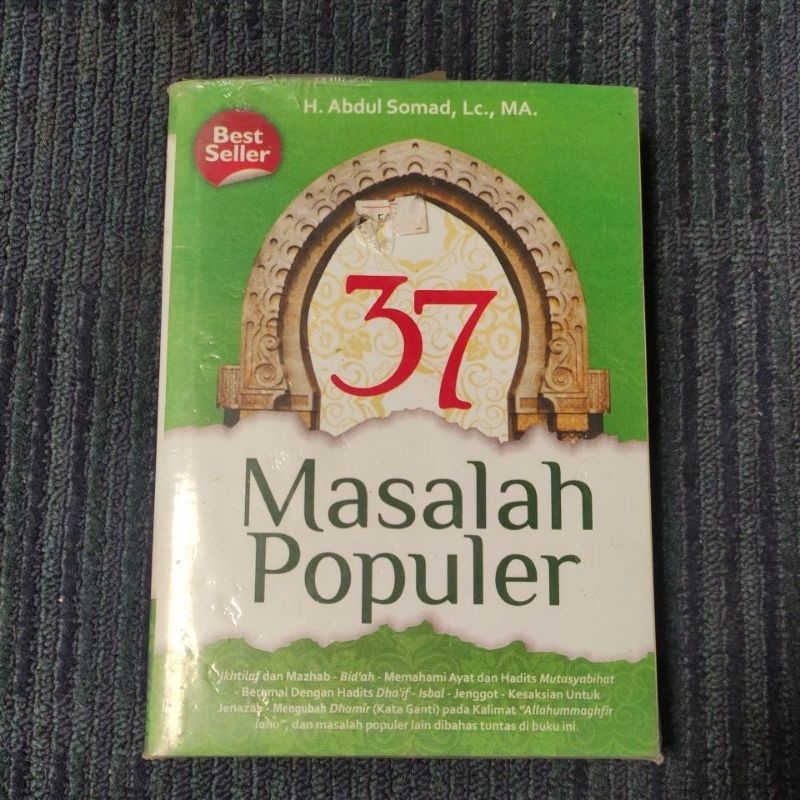 H. Abdul Somad, Lc., MA.
Best
Seller
37
Masalah
Populer
Ikhtilaf dan Mazhab - Bid'ah - Memahami Ayat dan Hadits Mutasyabihat
- Beramal Dengan Hadits Dha'if - Isbal - Jenggot - Kesaksian Untuk
Jenazah - Mengubah Dhamir (Kata Ganti) pada Kalimat "Allahummaghfir
lahu", dan masalah populer lain dibahas tuntas di buku ini.